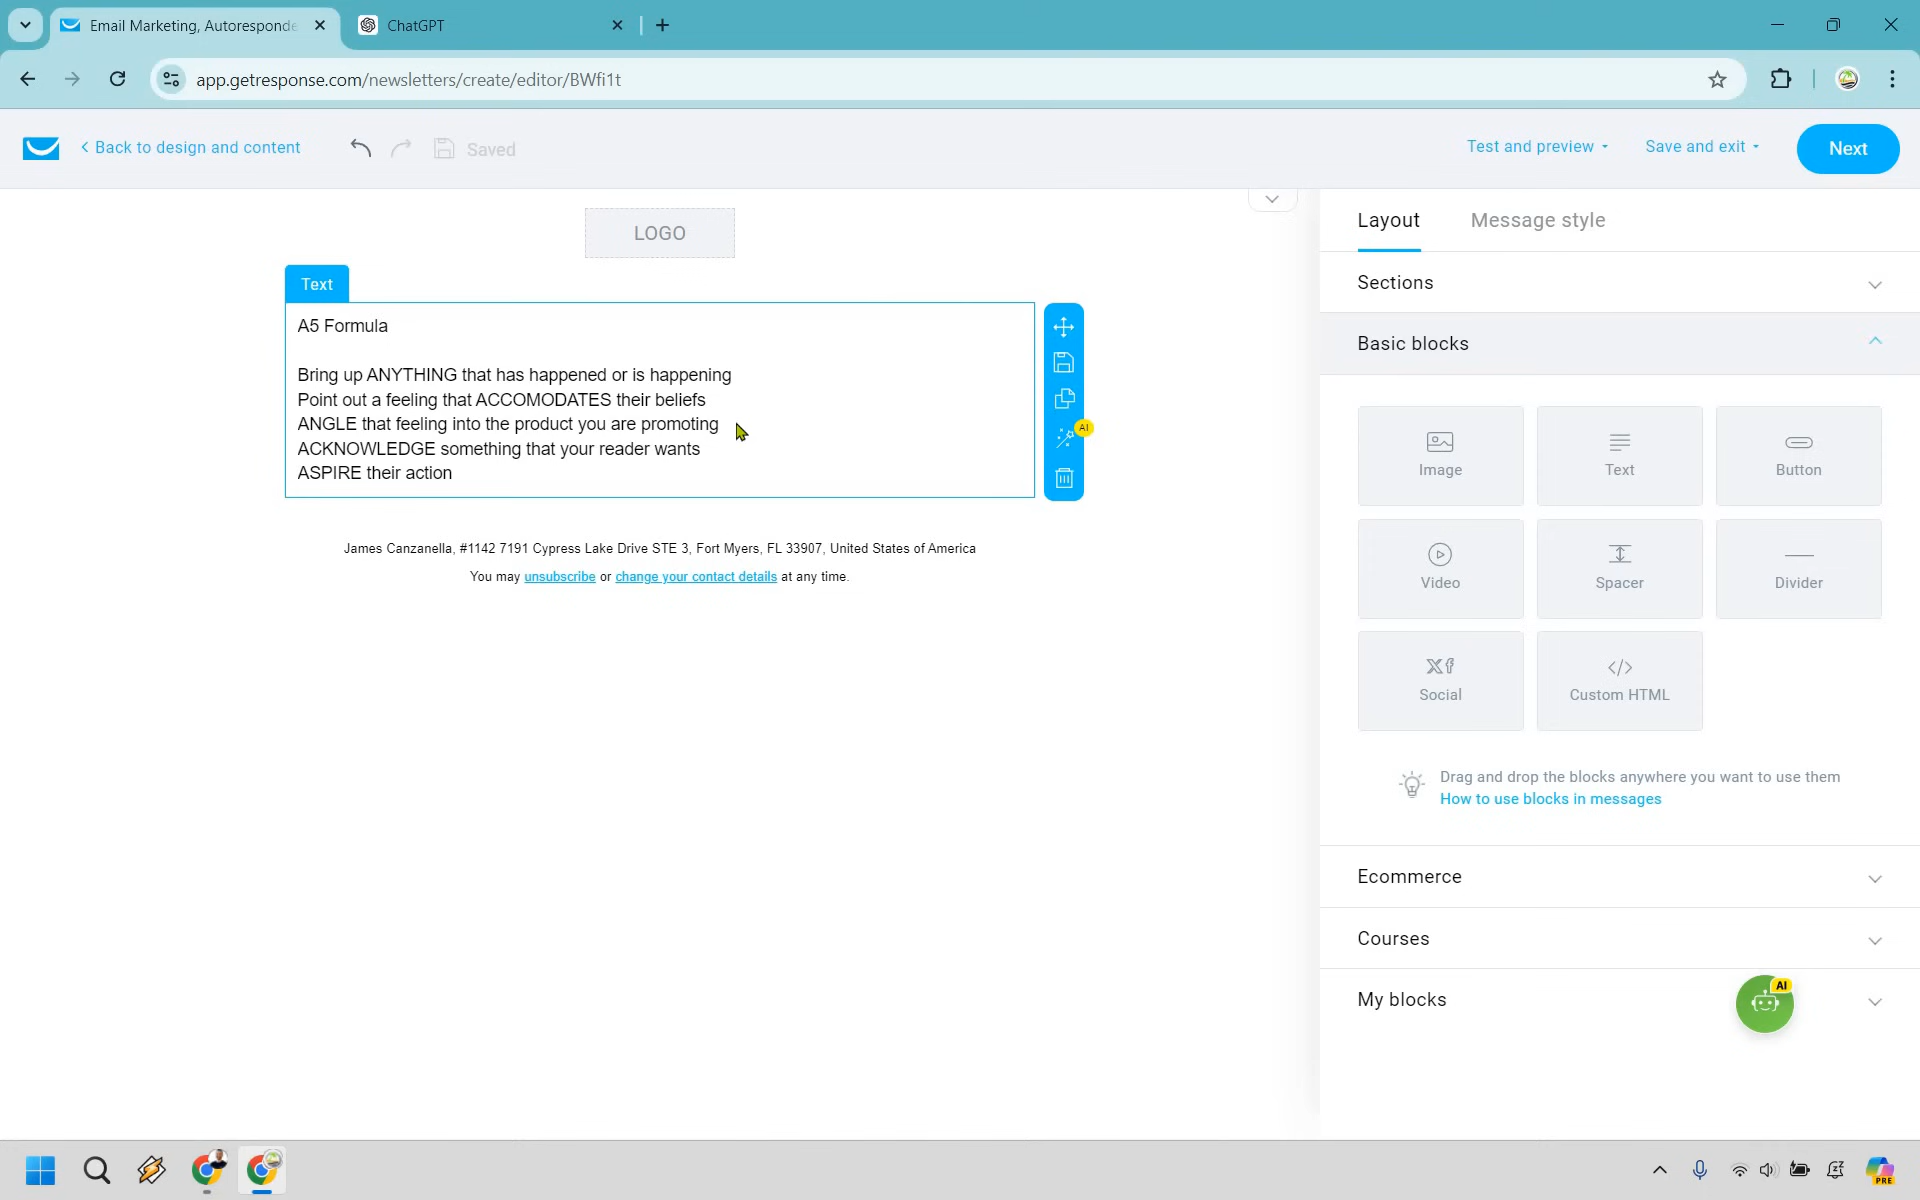 Email Marketing, Autoresponde
ChatGPT
app.getresponse.com/newsletters/create/editor/BWfi1t
Back to design and content
Saved
Test and preview
Save and exit
Next
LOGO
Text
A5 Formula
Bring up ANYTHING that has happened or is happening
Point out a feeling that ACCOMODATES their beliefs
ANGLE that feeling into the product you are promoting
ACKNOWLEDGE something that your reader wants
ASPIRE their action
AI
James Canzanella, #1142 7191 Cypress Lake Drive STE 3, Fort Myers, FL 33907, United States of America
You may unsubscribe or change your contact details at any time.
Layout
Message style
Sections
Basic blocks
Image
Text
Button
Video
Spacer
Divider
Social
Custom HTML
Drag and drop the blocks anywhere you want to use them
How to use blocks in messages
Ecommerce
Courses
My blocks
AI
PRE